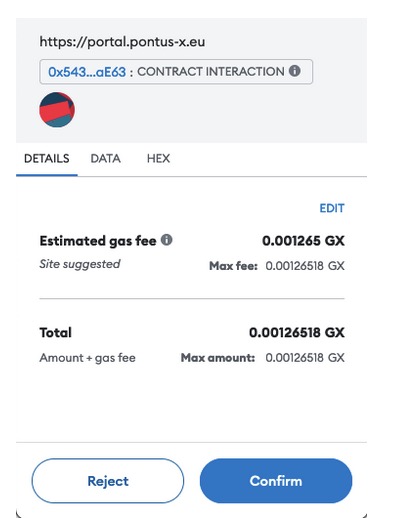 https://portal.pontus-x.eu
0x543...aE63 : CONTRACT INTERACTION
DETAILS DATA HEX
EDIT
Estimated gas fee 0.001265 GX
Site suggested Max fee: 0.00126518 GX
Total 0.00126518 GX
Amount + gas fee Max amount: 0.00126518 GX
Reject Confirm